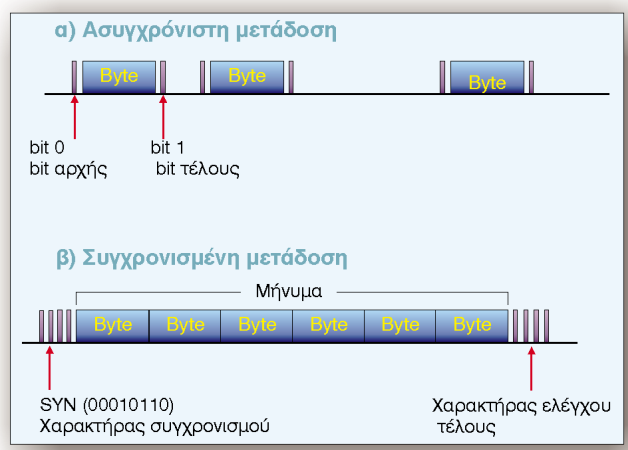 α) Ασυγχρόνιστη μετάδοση
Byte Byte Byte
bit 0 bit 1
bit αρχής bit τέλους
β) Συγχρονισμένη μετάδοση
Μήνυμα
Byte Byte Byte Byte Byte Byte
SYN (00010110) Χαρακτήρας ελέγχου
Χαρακτήρας συγχρονισμού τέλους